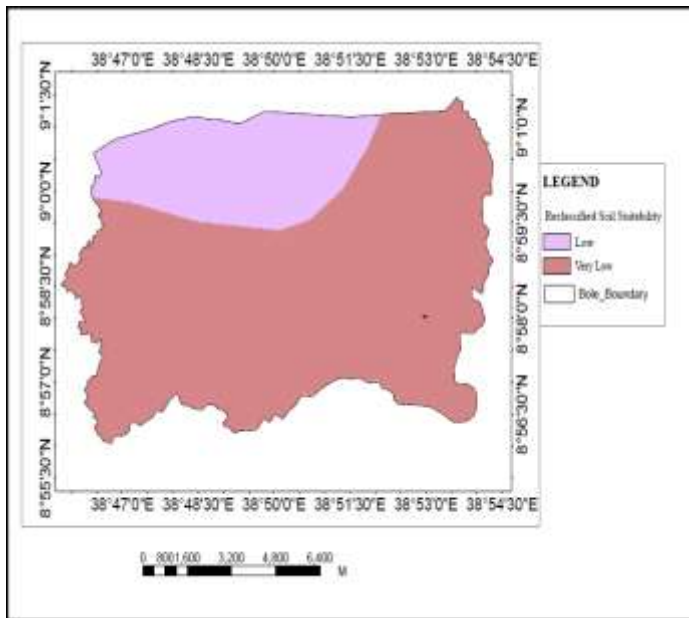 38°47'0"E 38°48'30"E 38°50'0"E 38°51'30"E 38°53'0"E 38°54'30"E
9°1'30"N
9°0'0"N
8°58'30"N
8°57'0"N
8°55'30"N
9°1'0"N
8°59'30"N
8°58'0"N
8°56'30"N
LEGEND
Reclassified Soil Suitability
Low
Very Low
Bole_Boundary
38°47'0"E 38°48'30"E 38°50'0"E 38°51'30"E 38°53'0"E 38°54'30"E
0 800 1,600 3,200 4,800 6,400
M